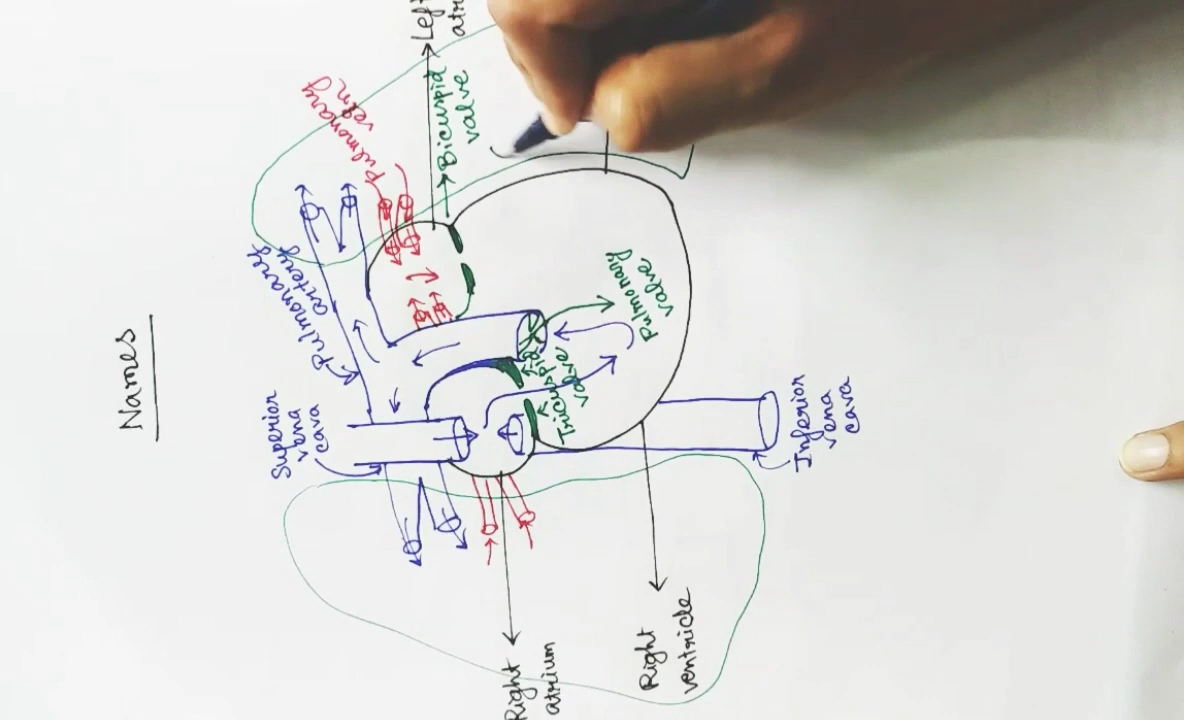 Names
Superior
vena
cava
Pulmonary
artery
Pulmonary
vein
Left
Bicuspid
valve
Pulmonary
valve
Tricuspid
valve
Inferior
vena
cava
Right
atrium
Right
ventricle